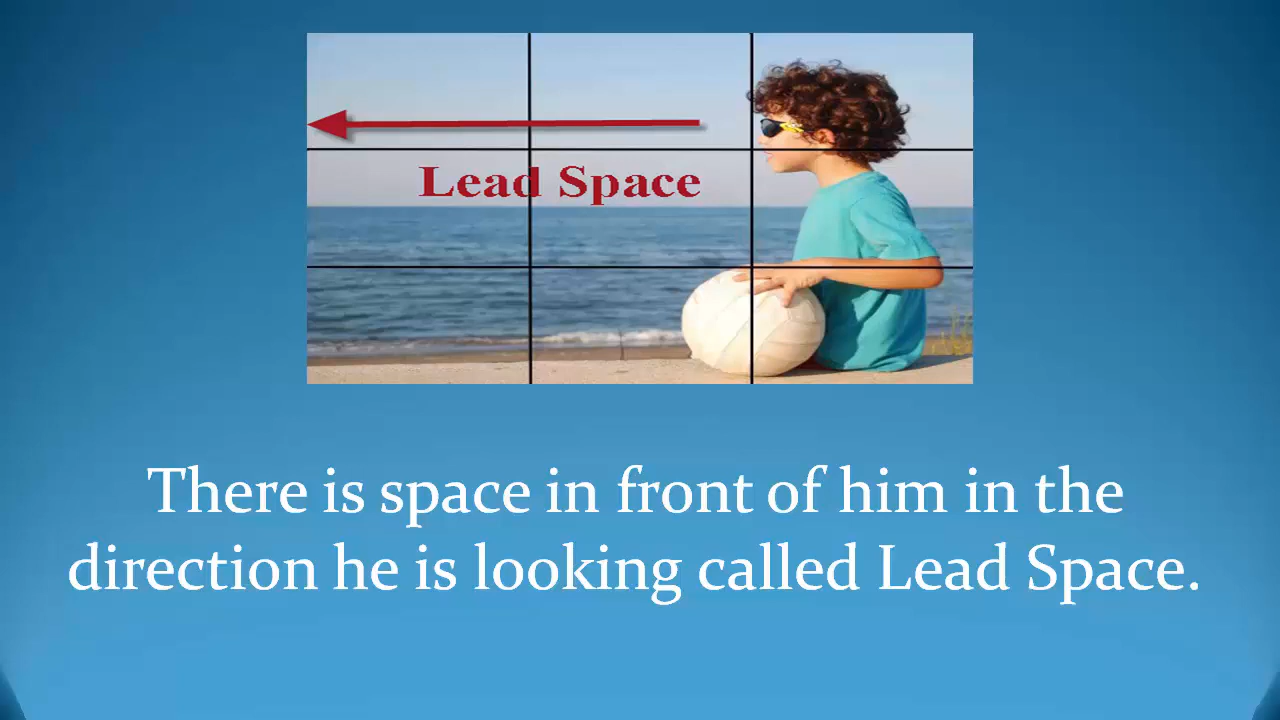 Lead Space
There is space in front of him in the
direction he is looking called Lead Space.